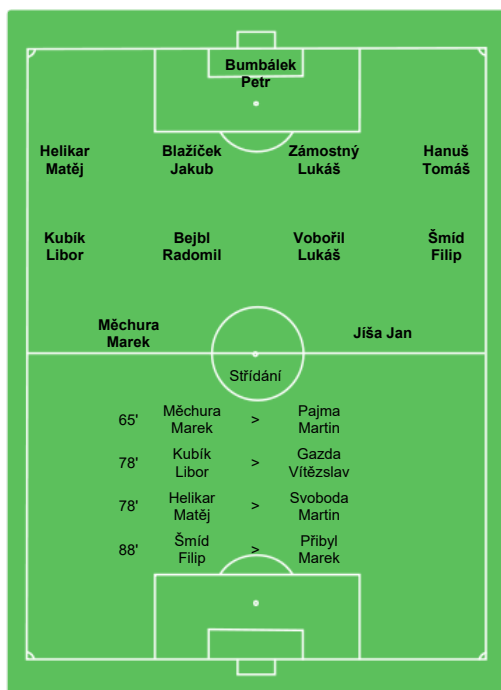 Bumbálek
Petr
Helikar Blažíček Zámostný Hanuš
Matěj Jakub Lukáš Tomáš
Kubík Bejbl Vobořil Šmíd
Libor Radomil Lukáš Filip
Měchura
Marek
Jíša Jan
Střídání
65' Měchura Marek > Pajma Martin
78' Kubík Libor > Gazda Vítězslav
78' Helikar Matěj > Svoboda Martin
88' Šmíd Filip > Přibyl Marek